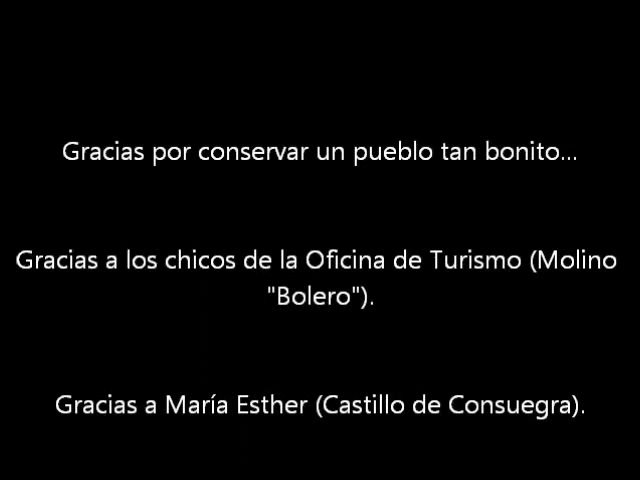 Gracias por conservar un pueblo tan bonito...
Gracias a los chicos de la Oficina de Turismo (Molino
"Bolero").
Gracias a María Esther (Castillo de Consuegra).